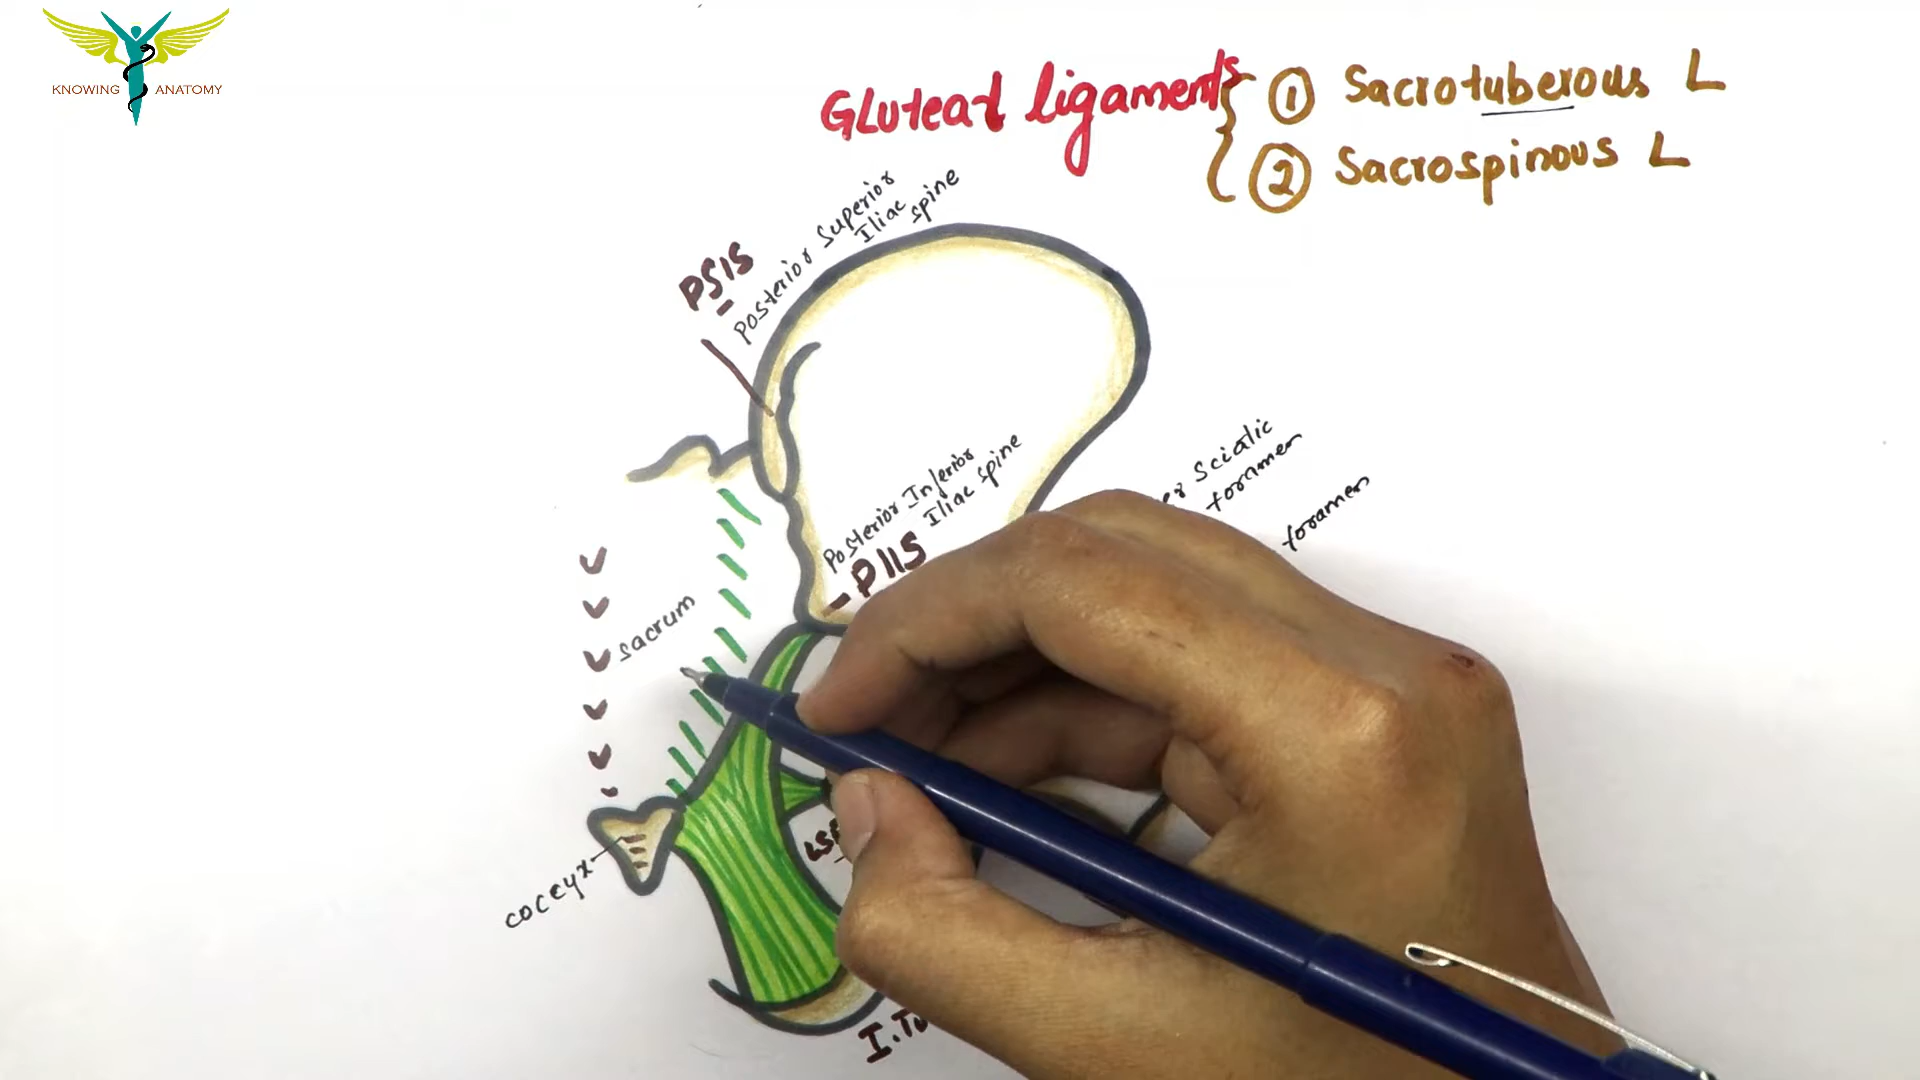 KNOWING ANATOMY
Gluteal ligaments
① Sacrotuberous L
② Sacrospinous L
PSIS
Posterior Superior
Iliac spine
Posterior Inferior
Iliac spine
PIIS
Sciatic
foramen
foramen
sacrum
coccyx